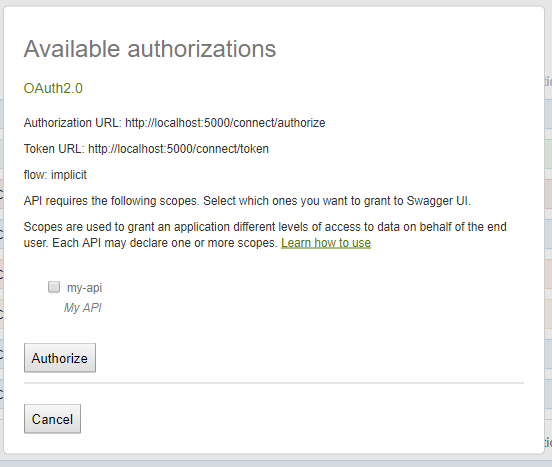 Available authorizations
OAuth2.0
Authorization URL: http://localhost:5000/connect/authorize
Token URL: http://localhost:5000/connect/token
flow: implicit
API requires the following scopes. Select which ones you want to grant to Swagger UI.
Scopes are used to grant an application different levels of access to data on behalf of the end
user. Each API may declare one or more scopes. Learn how to use
my-api
My API
Authorize
Cancel